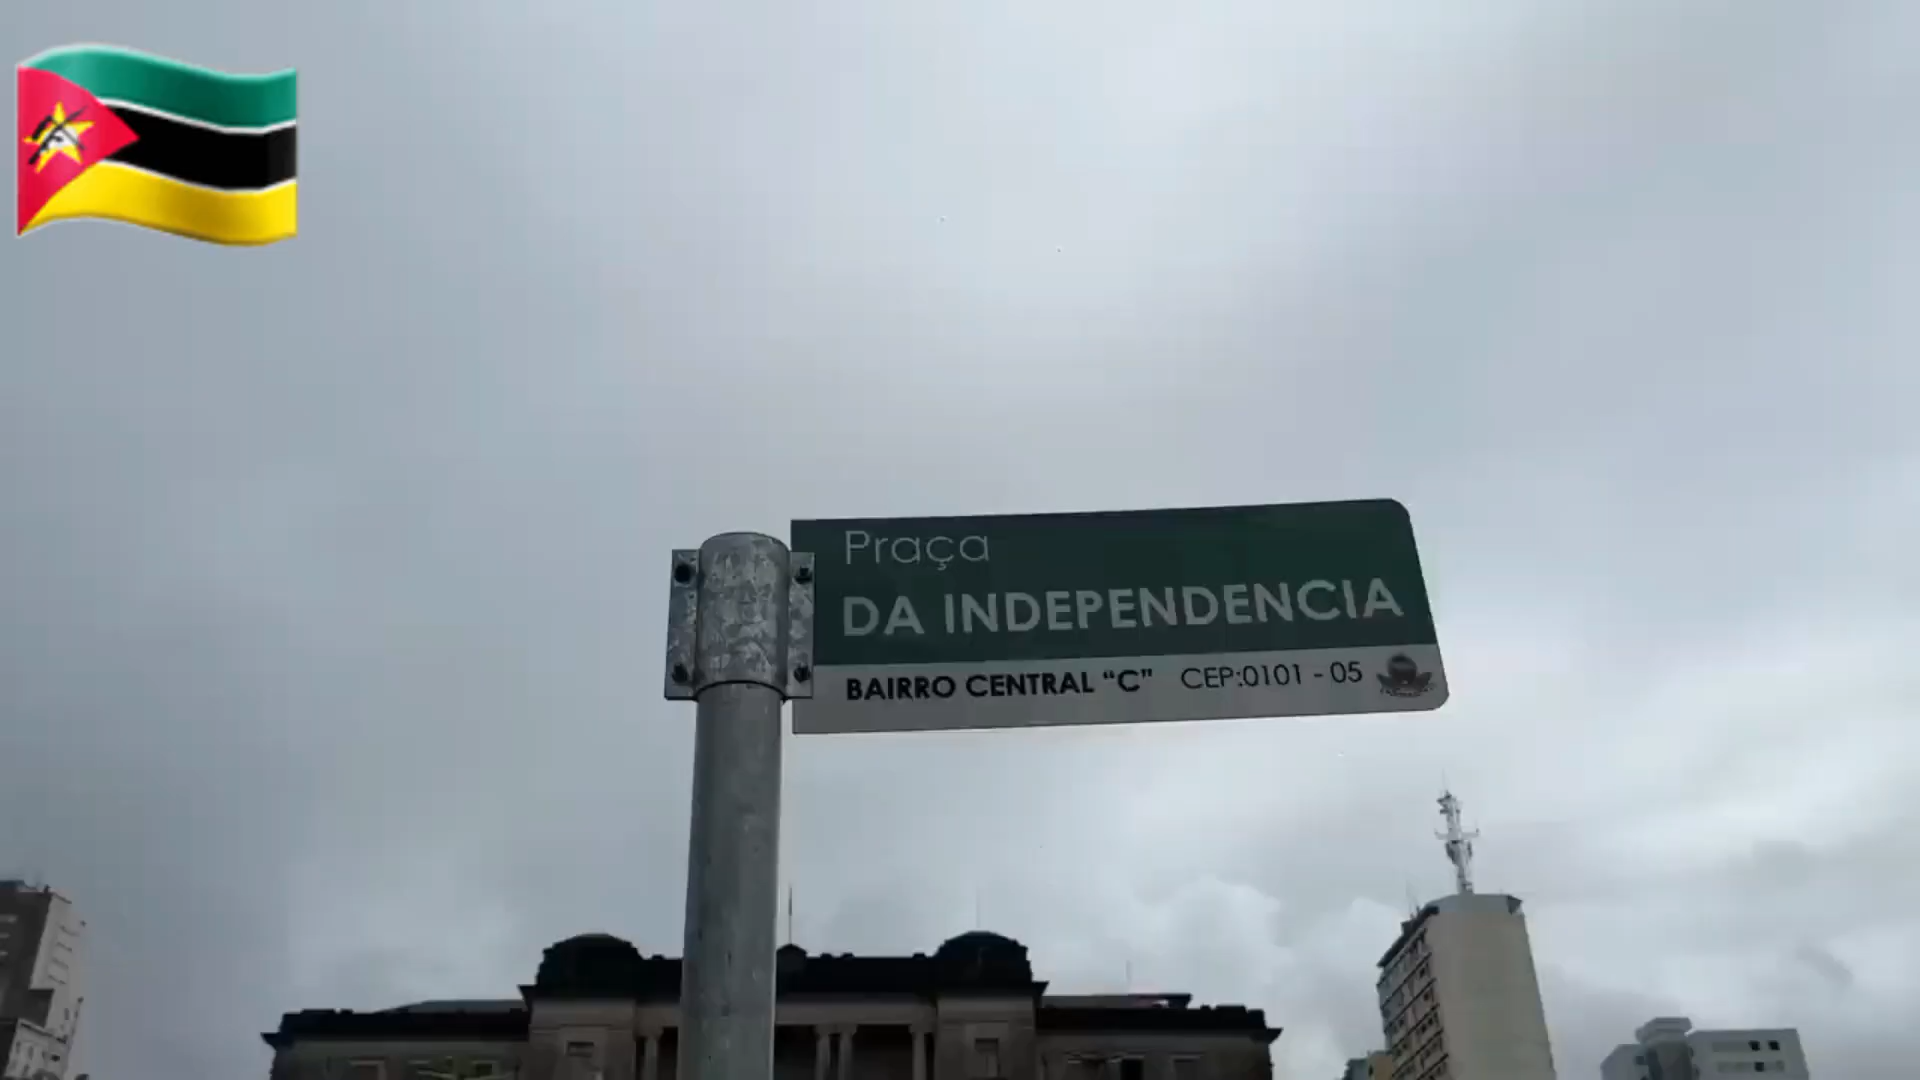 Praça
DA INDEPENDENCIA
BAIRRO CENTRAL “C” CEP:0101 - 05